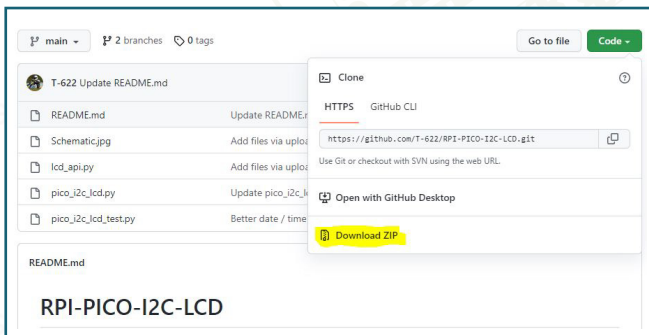 main
2 branches
0 tags
Go to file
Code
T-622 Update README.md
README.md
Update README.r
Schematic.jpg
Add files via uploa
lcd_api.py
Add files via uploa
pico_i2c_lcd.py
Update pico_i2c_l
pico_i2c_lcd_test.py
Better date / time
Clone
HTTPS
GitHub CLI
https://github.com/T-622/RPI-PICO-I2C-LCD.git
Use Git or checkout with SVN using the web URL.
Open with GitHub Desktop
Download ZIP
README.md
RPI-PICO-I2C-LCD